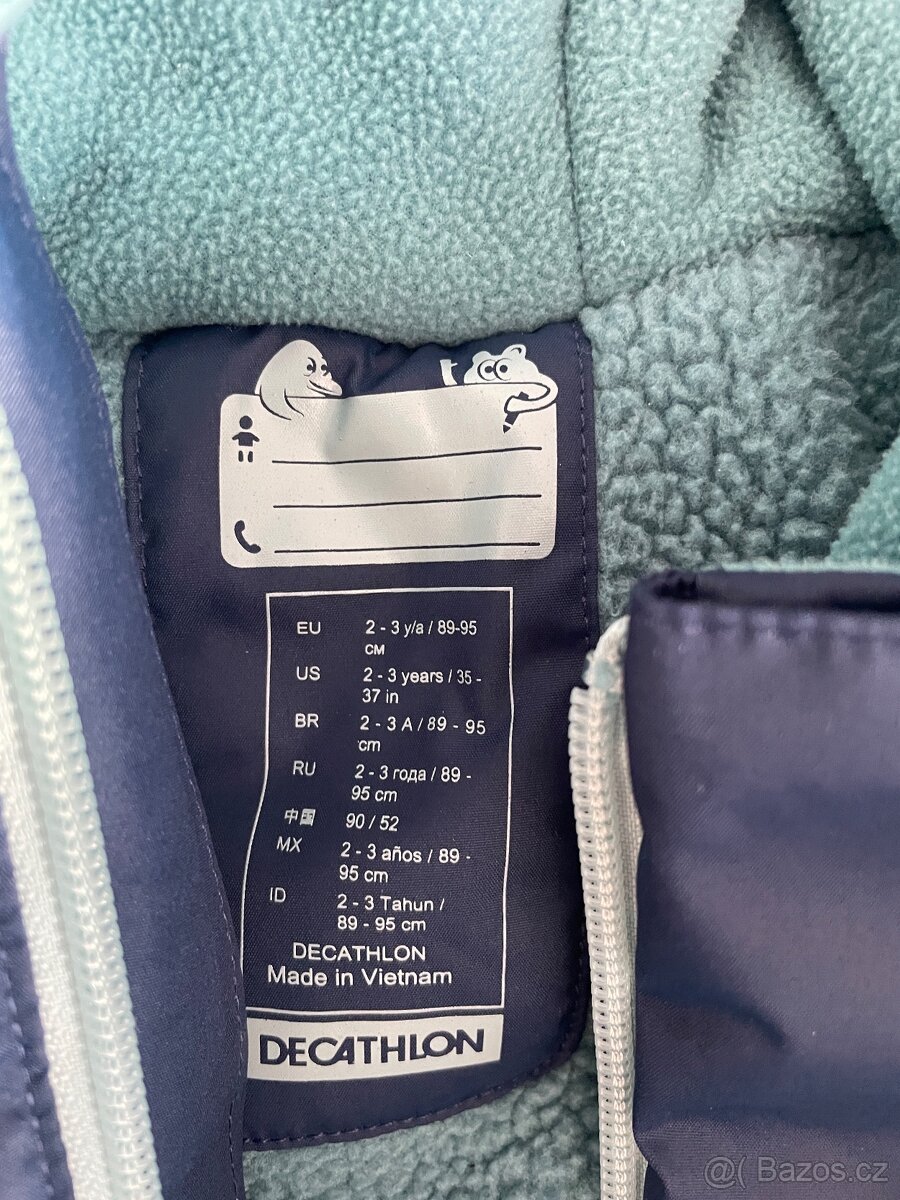 EU 2 - 3 y/a / 89-95
CM
US 2 - 3 years / 35 -
37 in
BR 2 - 3 A / 89 - 95
cm
RU 2 - 3 года / 89 -
95 cm
中国 90 / 52
MX 2 - 3 años / 89 -
95 cm
ID 2 - 3 Tahun /
89 - 95 cm
DECATHLON
Made in Vietnam
DECATHLON
@( Bazos.cz